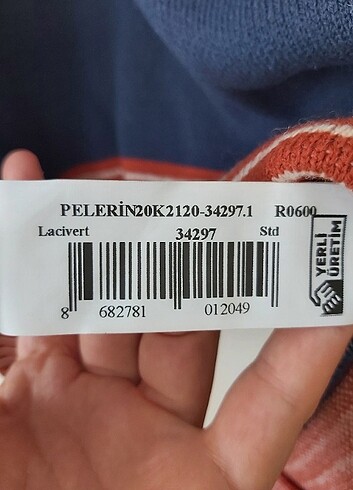 PELERİN20K2120-34297.1 R0600
Lacivert 34297 Std
YERLİ
ÜRETİM
8 682781 012049